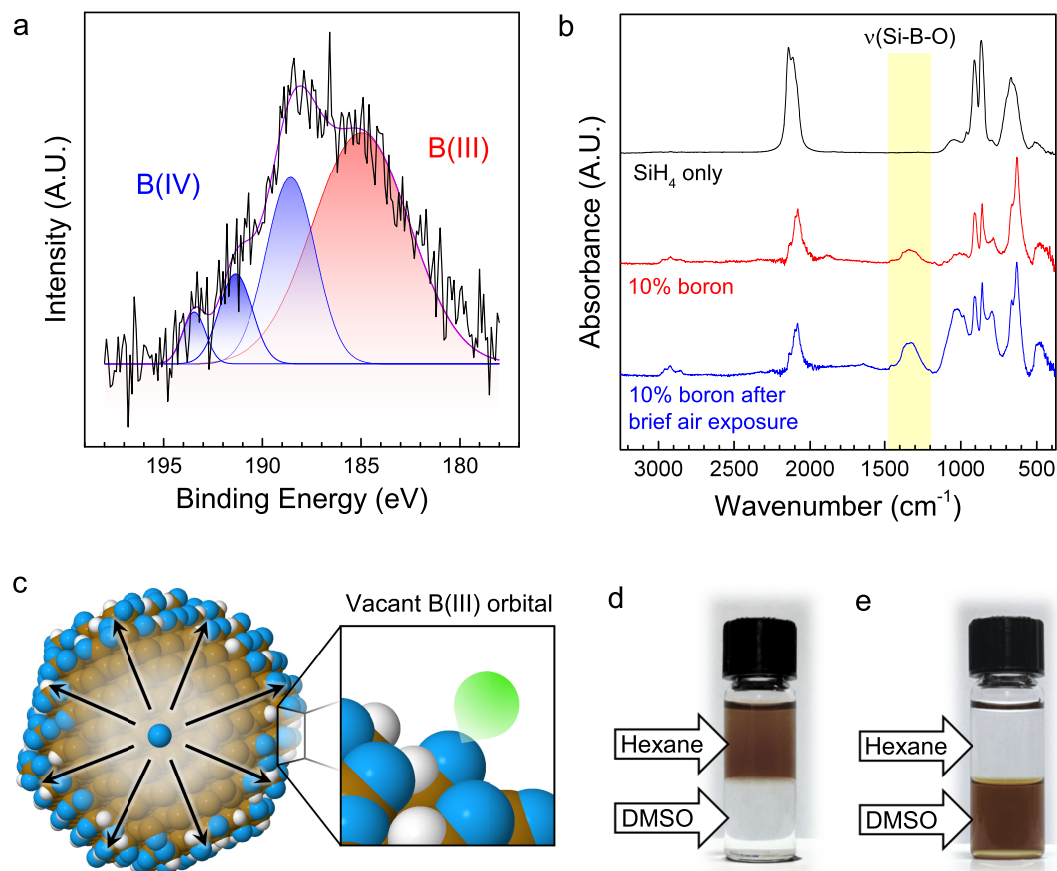 a
Intensity (A.U.)
B(IV)
B(III)
195 190 185 180
Binding Energy (eV)
b
ν(Si-B-O)
Absorbance (A.U.)
SiH₄ only
10% boron
10% boron after
brief air exposure
3000 2500 2000 1500 1000 500
Wavenumber (cm⁻¹)
c
Vacant B(III) orbital
d
Hexane
DMSO
e
Hexane
DMSO